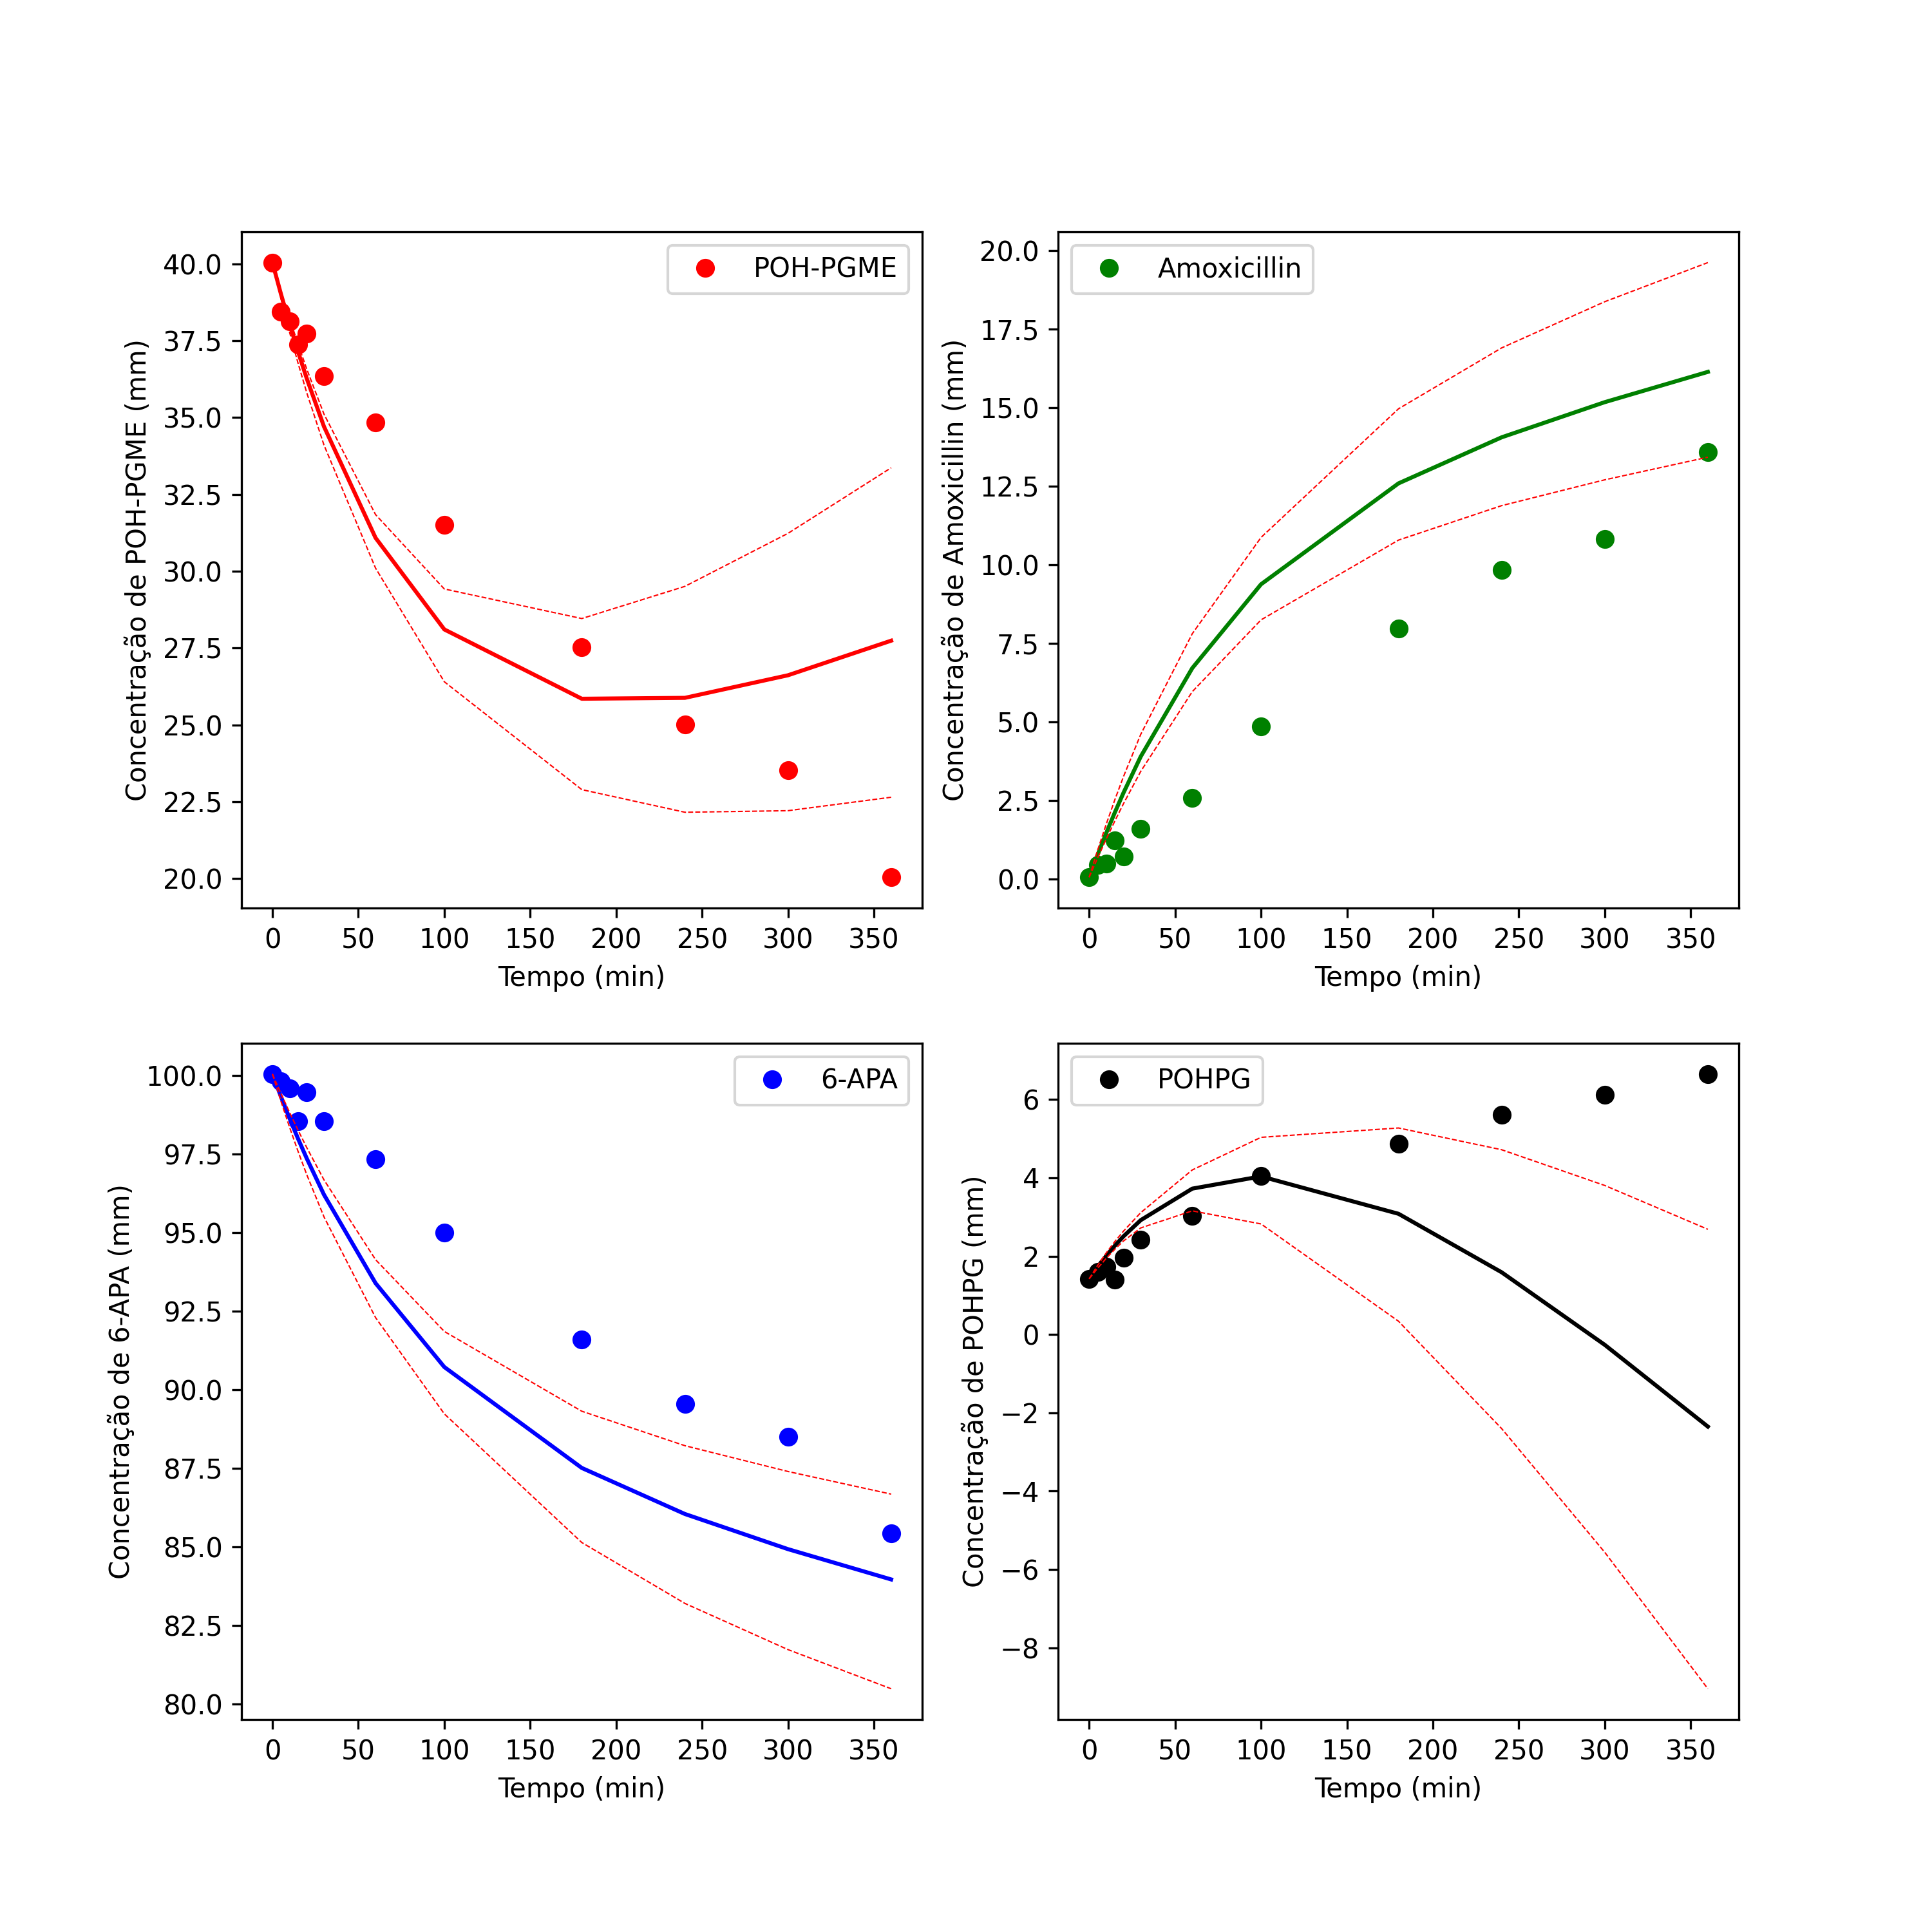 POH-PGME
Concentração de POH-PGME (mm)
40.0
37.5
35.0
32.5
30.0
27.5
25.0
22.5
20.0
0 50 100 150 200 250 300 350
Tempo (min)
Amoxicillin
Concentração de Amoxicillin (mm)
20.0
17.5
15.0
12.5
10.0
7.5
5.0
2.5
0.0
0 50 100 150 200 250 300 350
Tempo (min)
6-APA
Concentração de 6-APA (mm)
100.0
97.5
95.0
92.5
90.0
87.5
85.0
82.5
80.0
0 50 100 150 200 250 300 350
Tempo (min)
POHPG
Concentração de POHPG (mm)
6
4
2
0
−2
−4
−6
−8
0 50 100 150 200 250 300 350
Tempo (min)